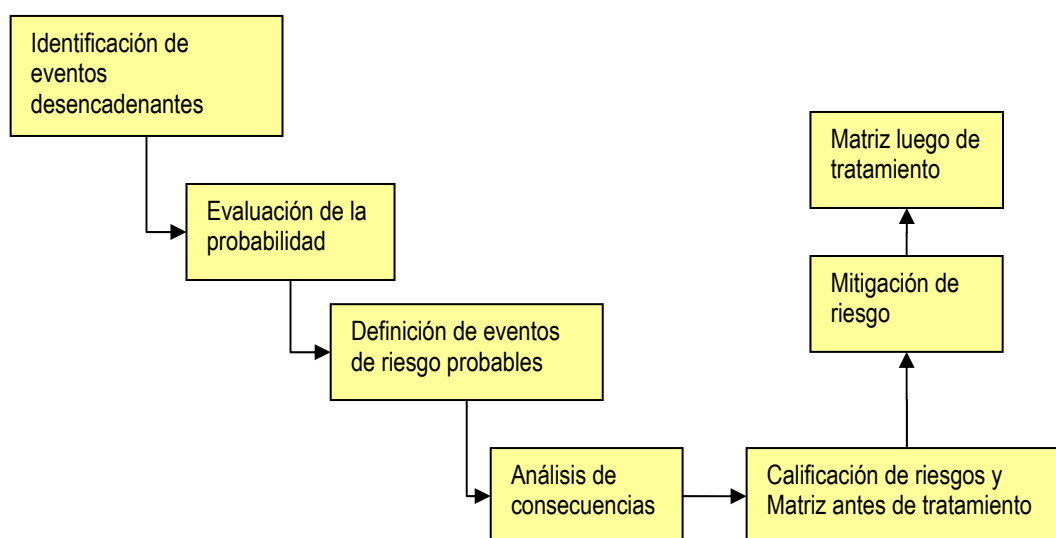 Identificación de
eventos
desencadenantes
Evaluación de la
probabilidad
Definición de eventos
de riesgo probables
Análisis de
consecuencias
Calificación de riesgos y
Matriz antes de tratamiento
Mitigación de
riesgo
Matriz luego de
tratamiento